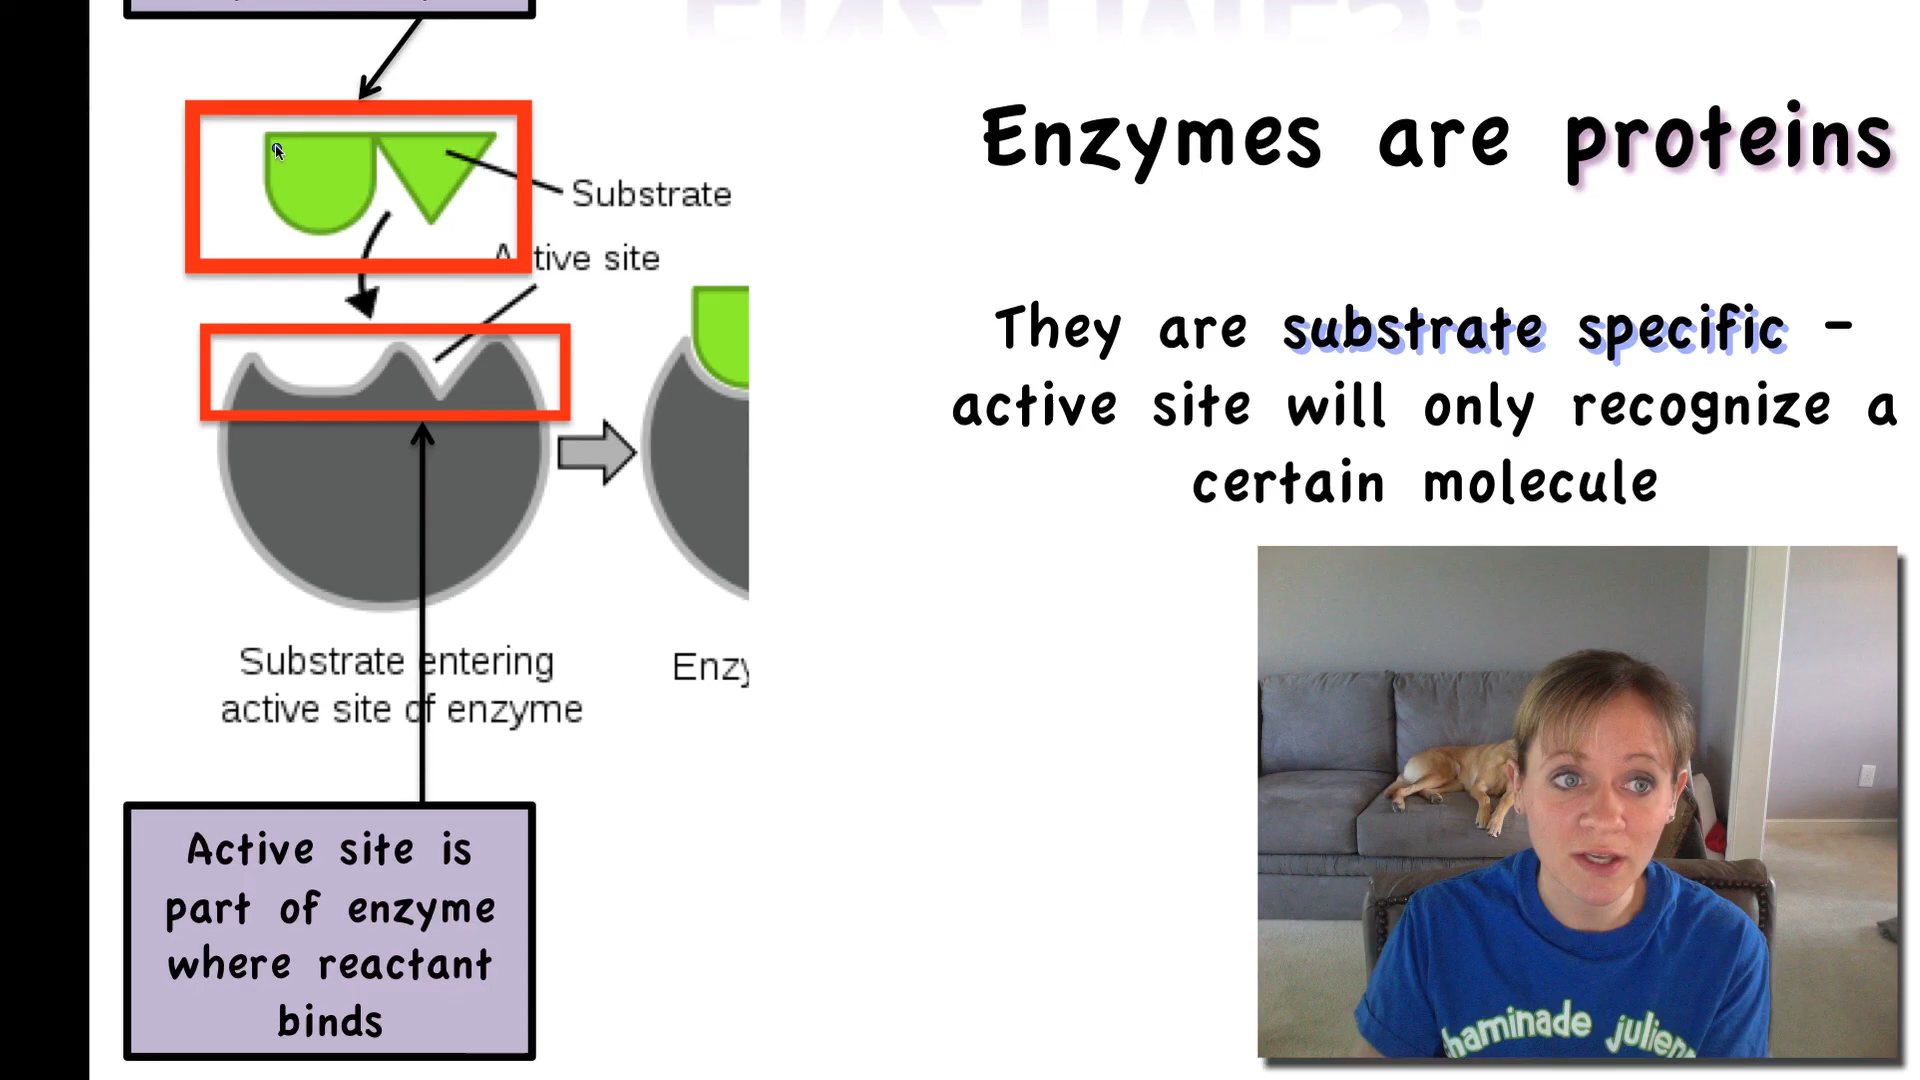 Enzymes are proteins
Substrate
Active site
They are substrate specific –
active site will only recognize a
certain molecule
Substrate entering
active site of enzyme
Enzy
Active site is
part of enzyme
where reactant
binds
haminade julien